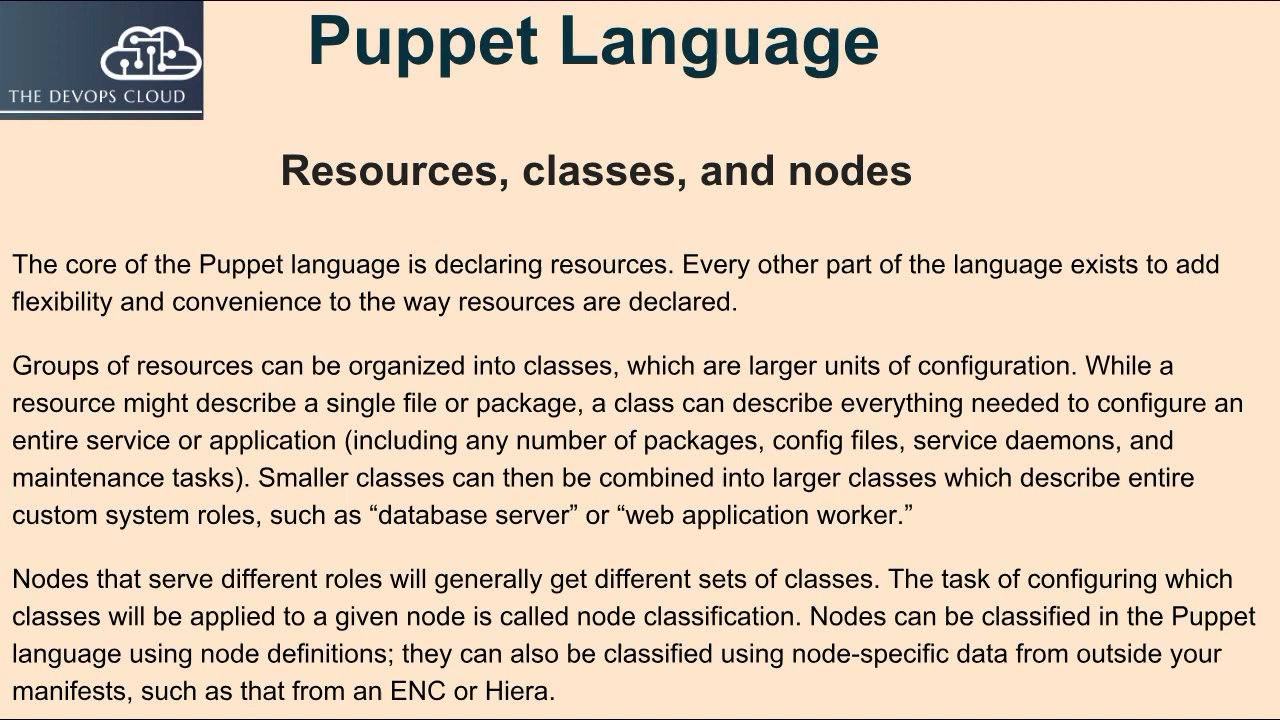 THE DEVOPS CLOUD
Puppet Language
Resources, classes, and nodes
The core of the Puppet language is declaring resources. Every other part of the language exists to add
flexibility and convenience to the way resources are declared.
Groups of resources can be organized into classes, which are larger units of configuration. While a
resource might describe a single file or package, a class can describe everything needed to configure an
entire service or application (including any number of packages, config files, service daemons, and
maintenance tasks). Smaller classes can then be combined into larger classes which describe entire
custom system roles, such as “database server” or “web application worker.”
Nodes that serve different roles will generally get different sets of classes. The task of configuring which
classes will be applied to a given node is called node classification. Nodes can be classified in the Puppet
language using node definitions; they can also be classified using node-specific data from outside your
manifests, such as that from an ENC or Hiera.